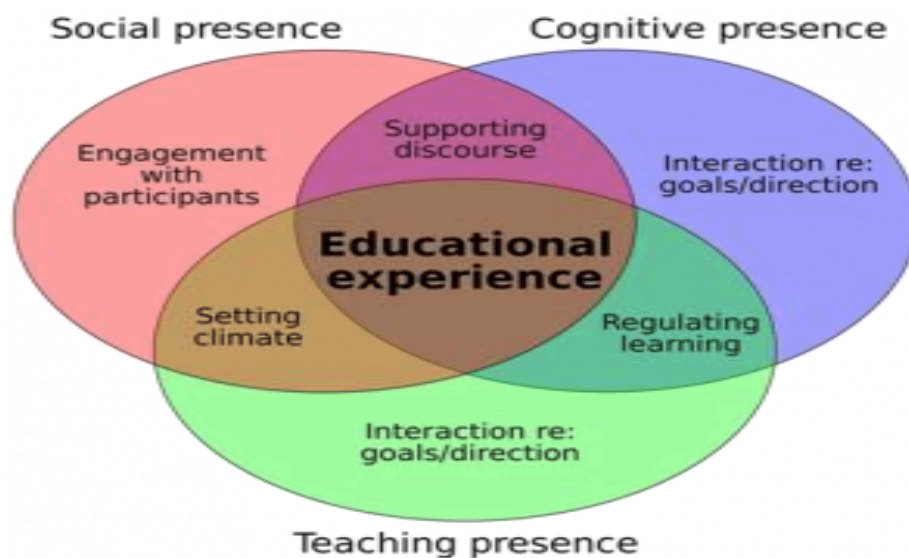 Social presence
Cognitive presence
Supporting
discourse
Engagement
with
participants
Interaction re:
goals/direction
Educational
experience
Setting
climate
Regulating
learning
Interaction re:
goals/direction
Teaching presence